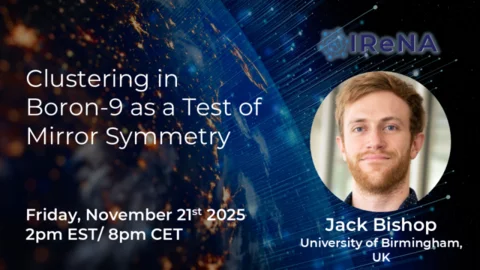 IReNA
Clustering in
Boron-9 as a Test of
Mirror Symmetry
Friday, November 21st 2025
2pm EST/ 8pm CET
Jack Bishop
University of Birmingham,
UK